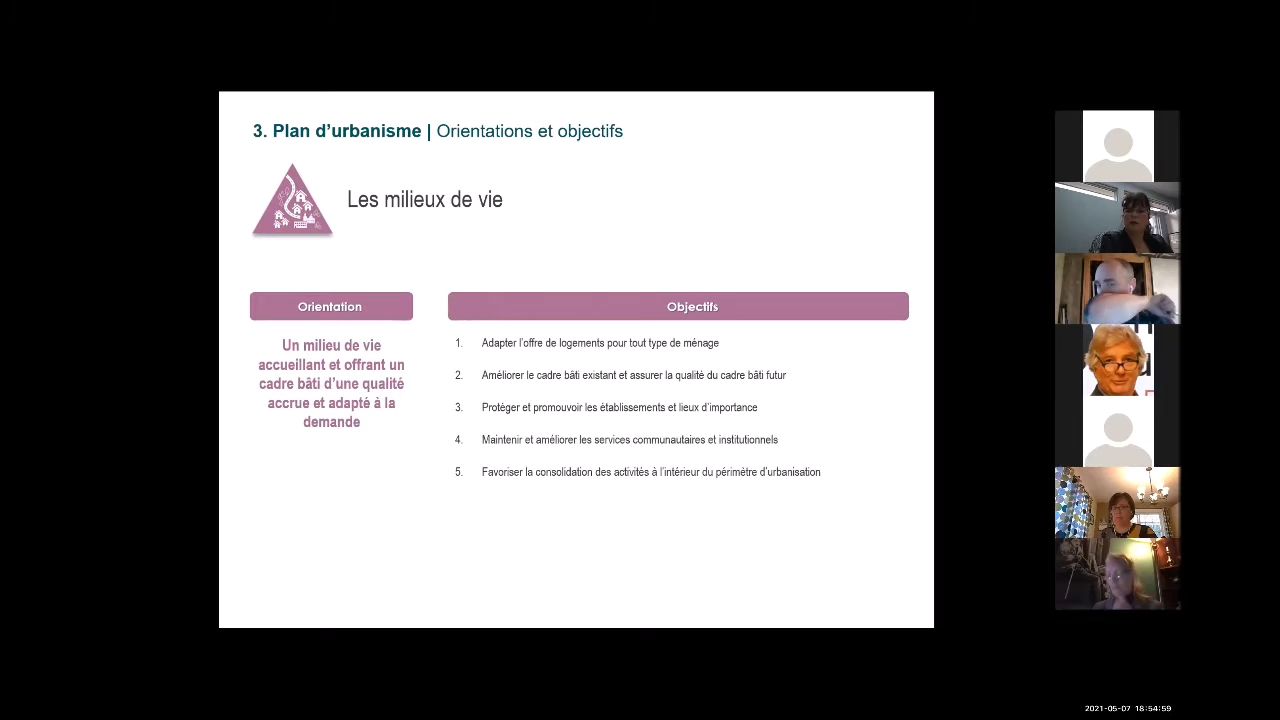 3. Plan d'urbanisme | Orientations et objectifs
Les milieux de vie
Orientation
Un milieu de vie
accueillant et offrant un
cadre bâti d'une qualité
accrue et adapté à la
demande
Objectifs
1. Adapter l'offre de logements pour tout type de ménage
2. Améliorer le cadre bâti existant et assurer la qualité du cadre bâti futur
3. Protéger et promouvoir les établissements et lieux d'importance
4. Maintenir et améliorer les services communautaires et institutionnels
5. Favoriser la consolidation des activités à l'intérieur du périmètre d'urbanisation
2021-05-07 18:54:59